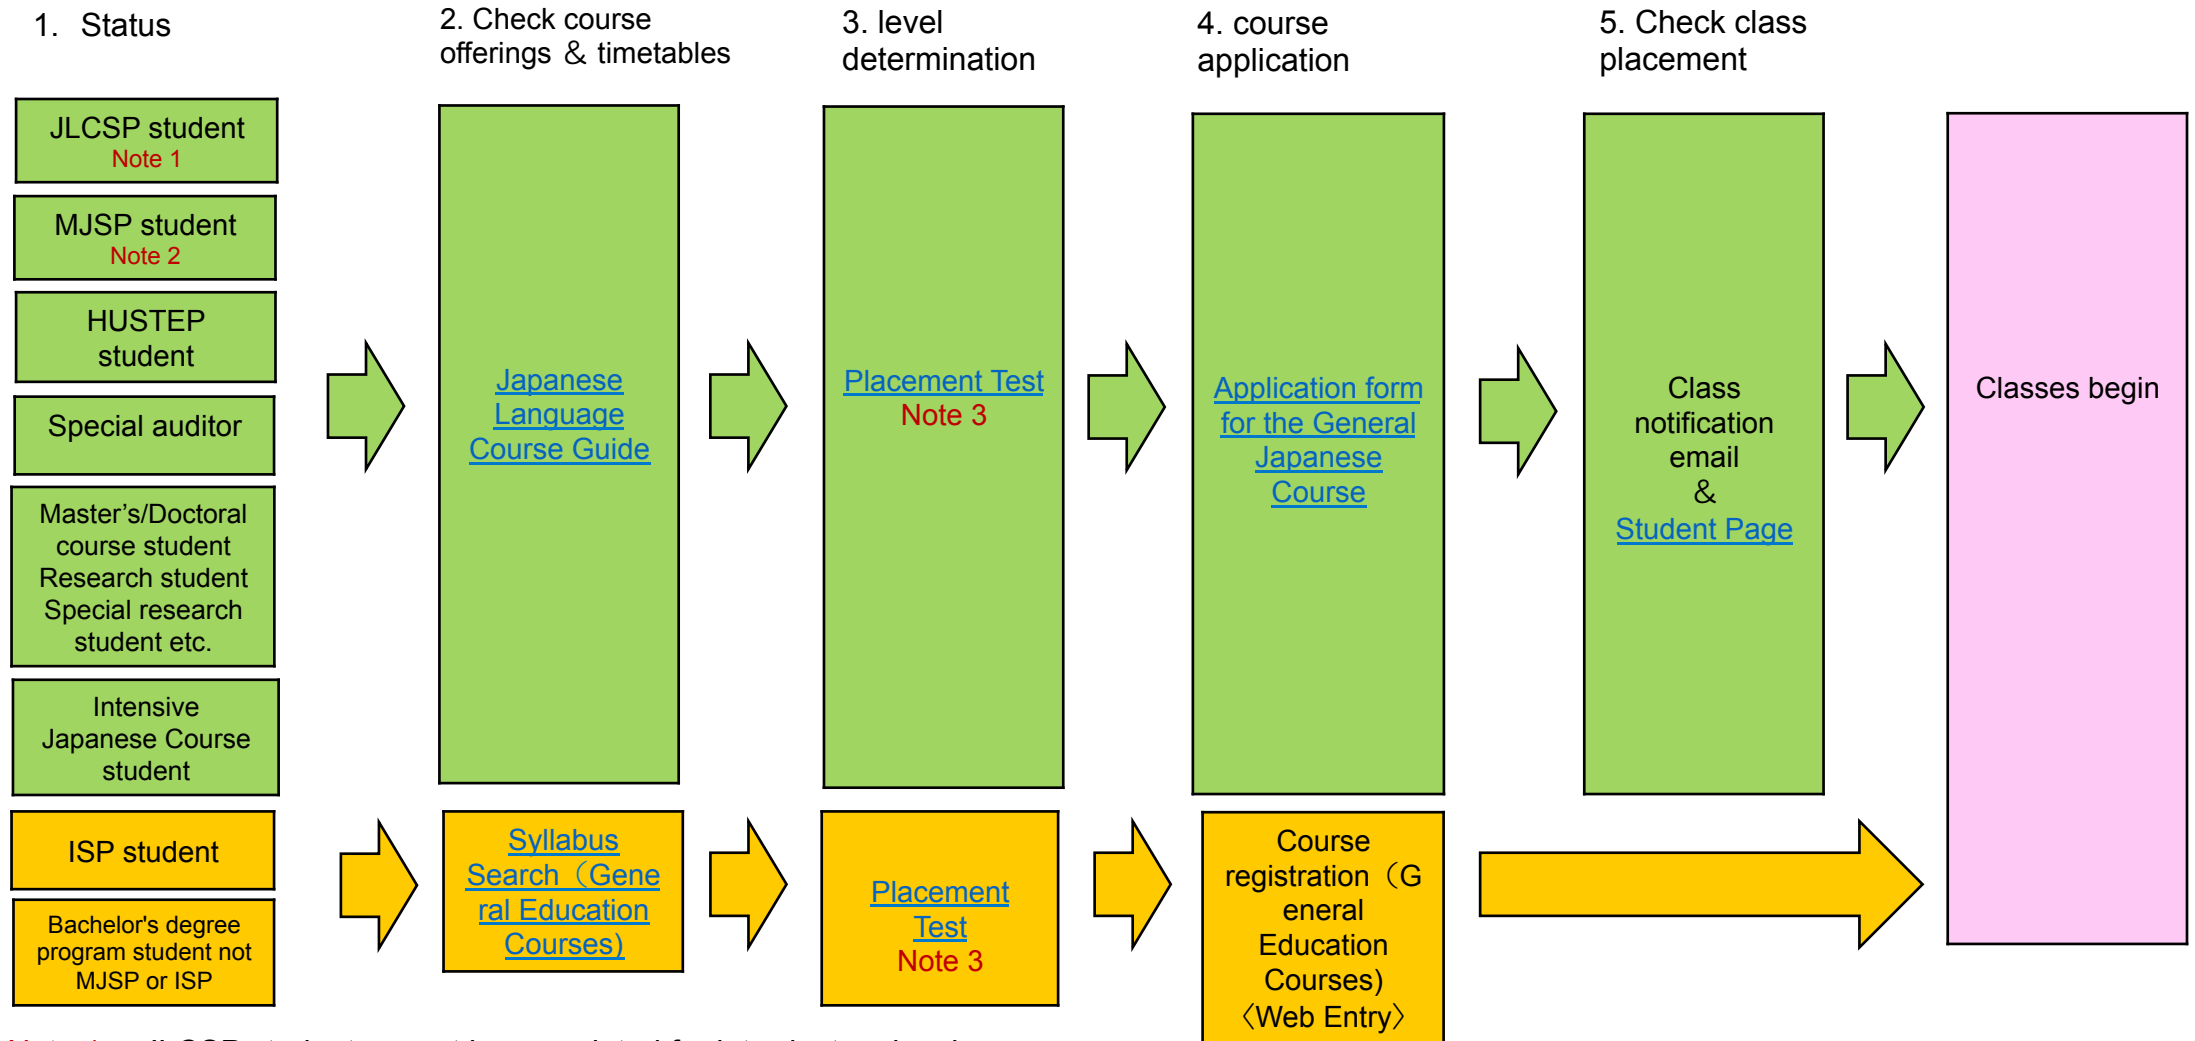 1. Status
2. Check course
offerings ＆ timetables
3. level
determination
4. course
application
5. Check class
placement
JLCSP student
Note 1
MJSP student
Note 2
HUSTEP
student
Special auditor
Master's/Doctoral
course student
Research student
Special research
student etc.
Intensive
Japanese Course
student
Japanese
Language
Course Guide
Placement Test
Note 3
Application form
for the General
Japanese
Course
Class
notification
email
&
Student Page
Classes begin
ISP student
Bachelor's degree
program student not
MJSP or ISP
Syllabus
Search（Gene
ral Education
Courses)
Placement
Test
Note 3
Course
registration（G
eneral
Education
Courses)
〈Web Entry〉